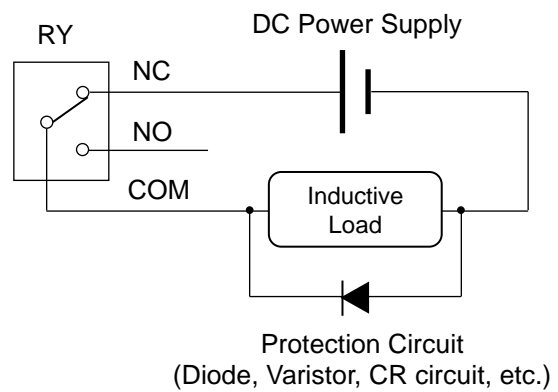 DC Power Supply
RY
NC
NO
COM
Inductive
Load
Protection Circuit
(Diode, Varistor, CR circuit, etc.)